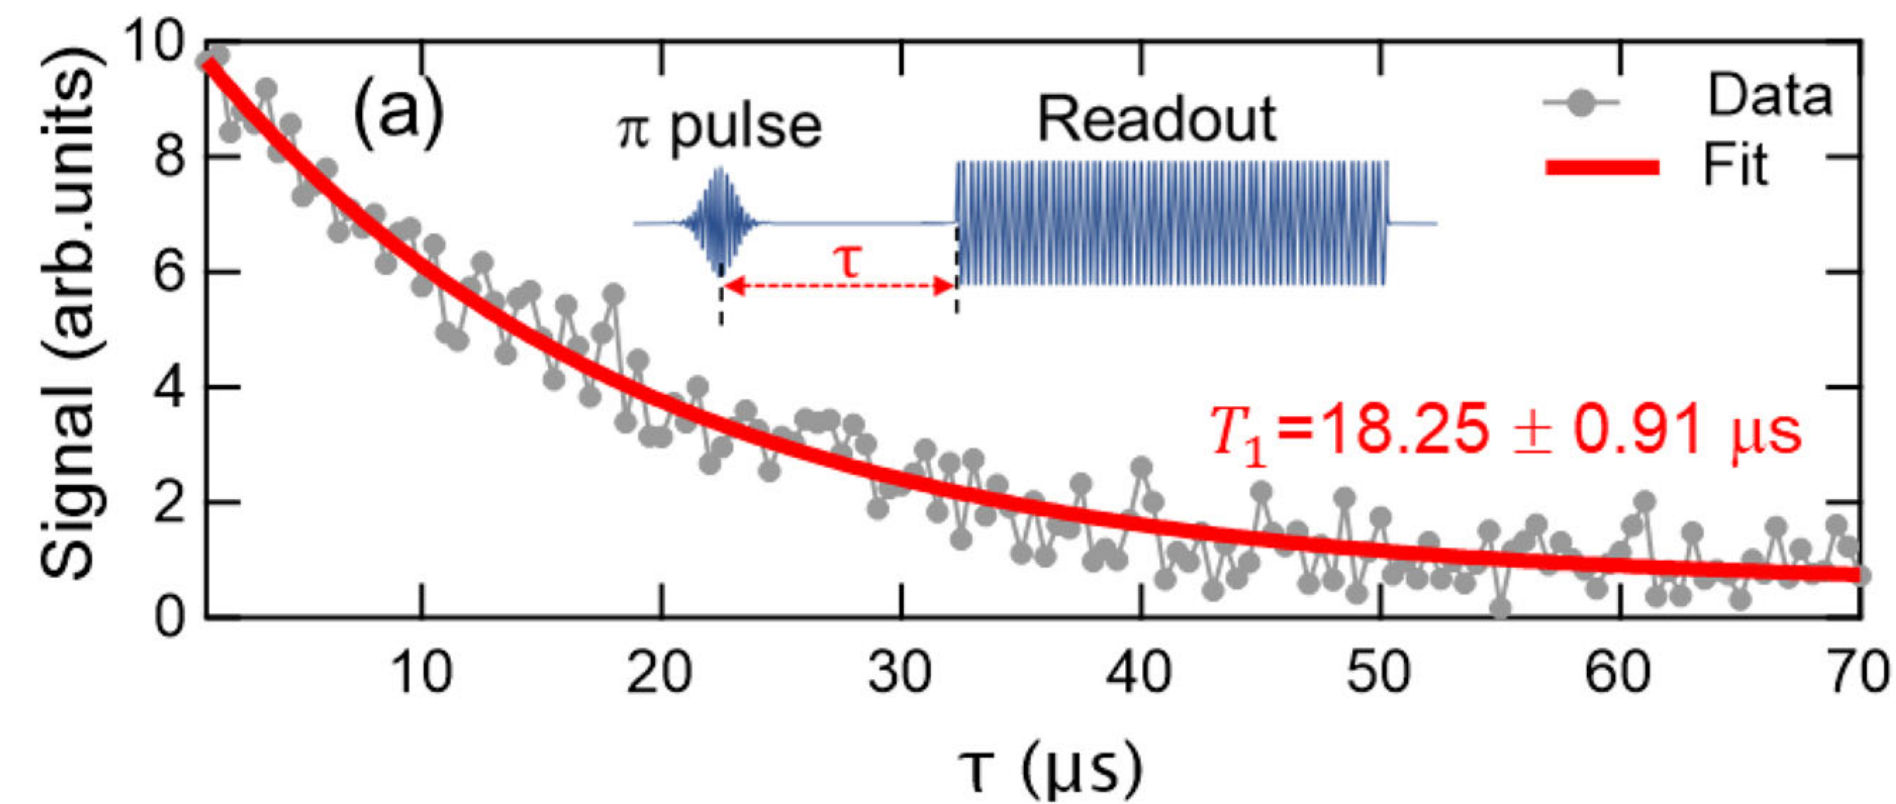 Signal (arb.units)
10
8
6
4
2
0
(a)
π pulse
Readout
τ
Data
Fit
T₁=18.25 ± 0.91 μs
10 20 30 40 50 60 70
τ (μs)